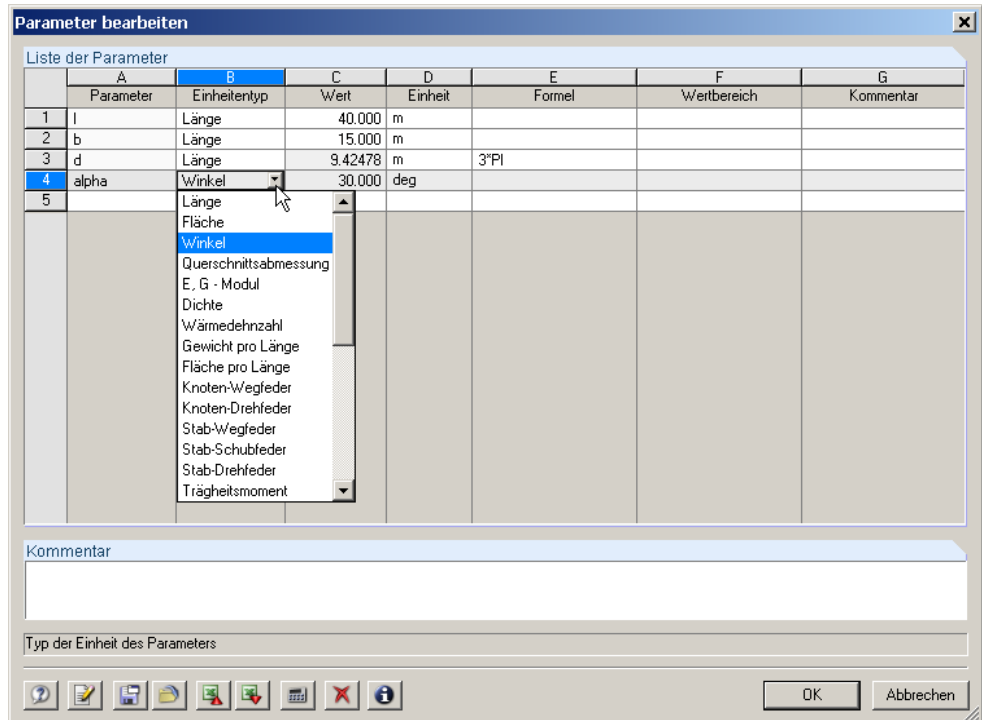 Parameter bearbeiten
Liste der Parameter
A B C D E F G
Parameter Einheitentyp Wert Einheit Formel Wertbereich Kommentar
1 l Länge 40.000 m
2 b Länge 15.000 m
3 d Länge 9.42478 m 3*PI
4 alpha Winkel 30.000 deg
5
Länge
Fläche
Winkel
Querschnittsabmessung
E, G - Modul
Dichte
Wärmedehnzahl
Gewicht pro Länge
Fläche pro Länge
Knoten-Wegfeder
Knoten-Drehfeder
Stab-Wegfeder
Stab-Schubfeder
Stab-Drehfeder
Trägheitsmoment
Kommentar
Typ der Einheit des Parameters
OK Abbrechen